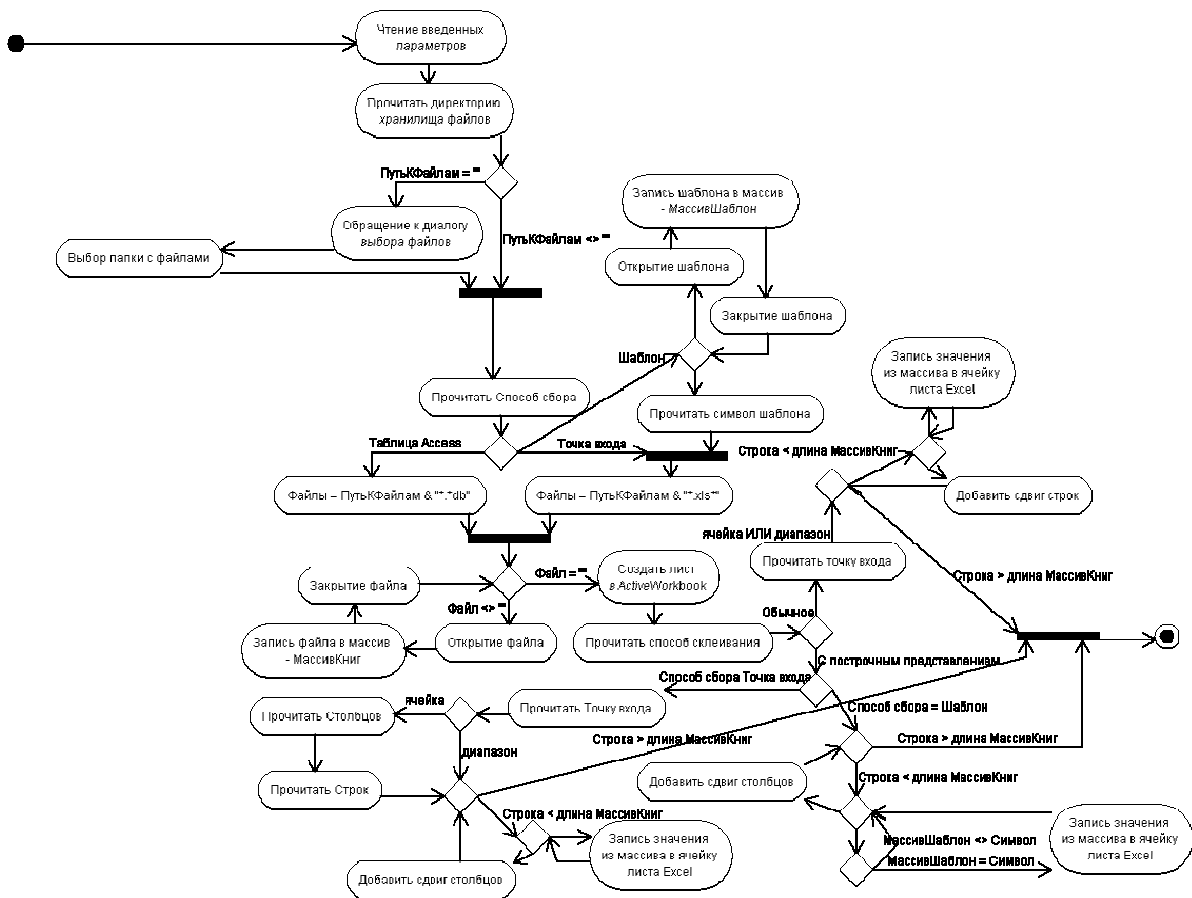 Чтение введенных
параметров
Прочитать директорию
хранилища файлов
ПутьКФайлам = ""
Запись шаблона в массив
- МассивШаблон
Обращение к диалогу
выбора файлов
ПутьКФайлам <> ""
Выбор папки с файлами
Открытие шаблона
Закрытие шаблона
Шаблон
Запись значения
из массива в ячейку
листа Excel
Прочитать Способ сбора
Прочитать символ шаблона
Таблица Access
Точка входа
Строка < длина МассивКниг
Файлы – ПутьКФайлам & "*.*db"
Файлы – ПутьКФайлам & "*.xls*"
Добавить сдвиг строк
ячейка ИЛИ диапазон
Прочитать точку входа
Закрытие файла
Файл = ""
Создать лист
в ActiveWorkbook
Строка > длина МассивКниг
Файл <> ""
Обычное
Запись файла в массив
- МассивКниг
Открытие файла
Прочитать способ склеивания
С построчным представлением
Способ сбора Точка входа
ячейка
Прочитать Столбцов
Прочитать Точку входа
Способ сбора = Шаблон
Строка > длина МассивКниг
Строка > длина МассивКниг
диапазон
Прочитать Строк
Добавить сдвиг столбцов
Строка < длина МассивКниг
Строка < длина МассивКниг
Запись значения
из массива в ячейку
листа Excel
МассивШаблон <> Символ
МассивШаблон = Символ
Запись значения
из массива в ячейку
листа Excel
Добавить сдвиг столбцов